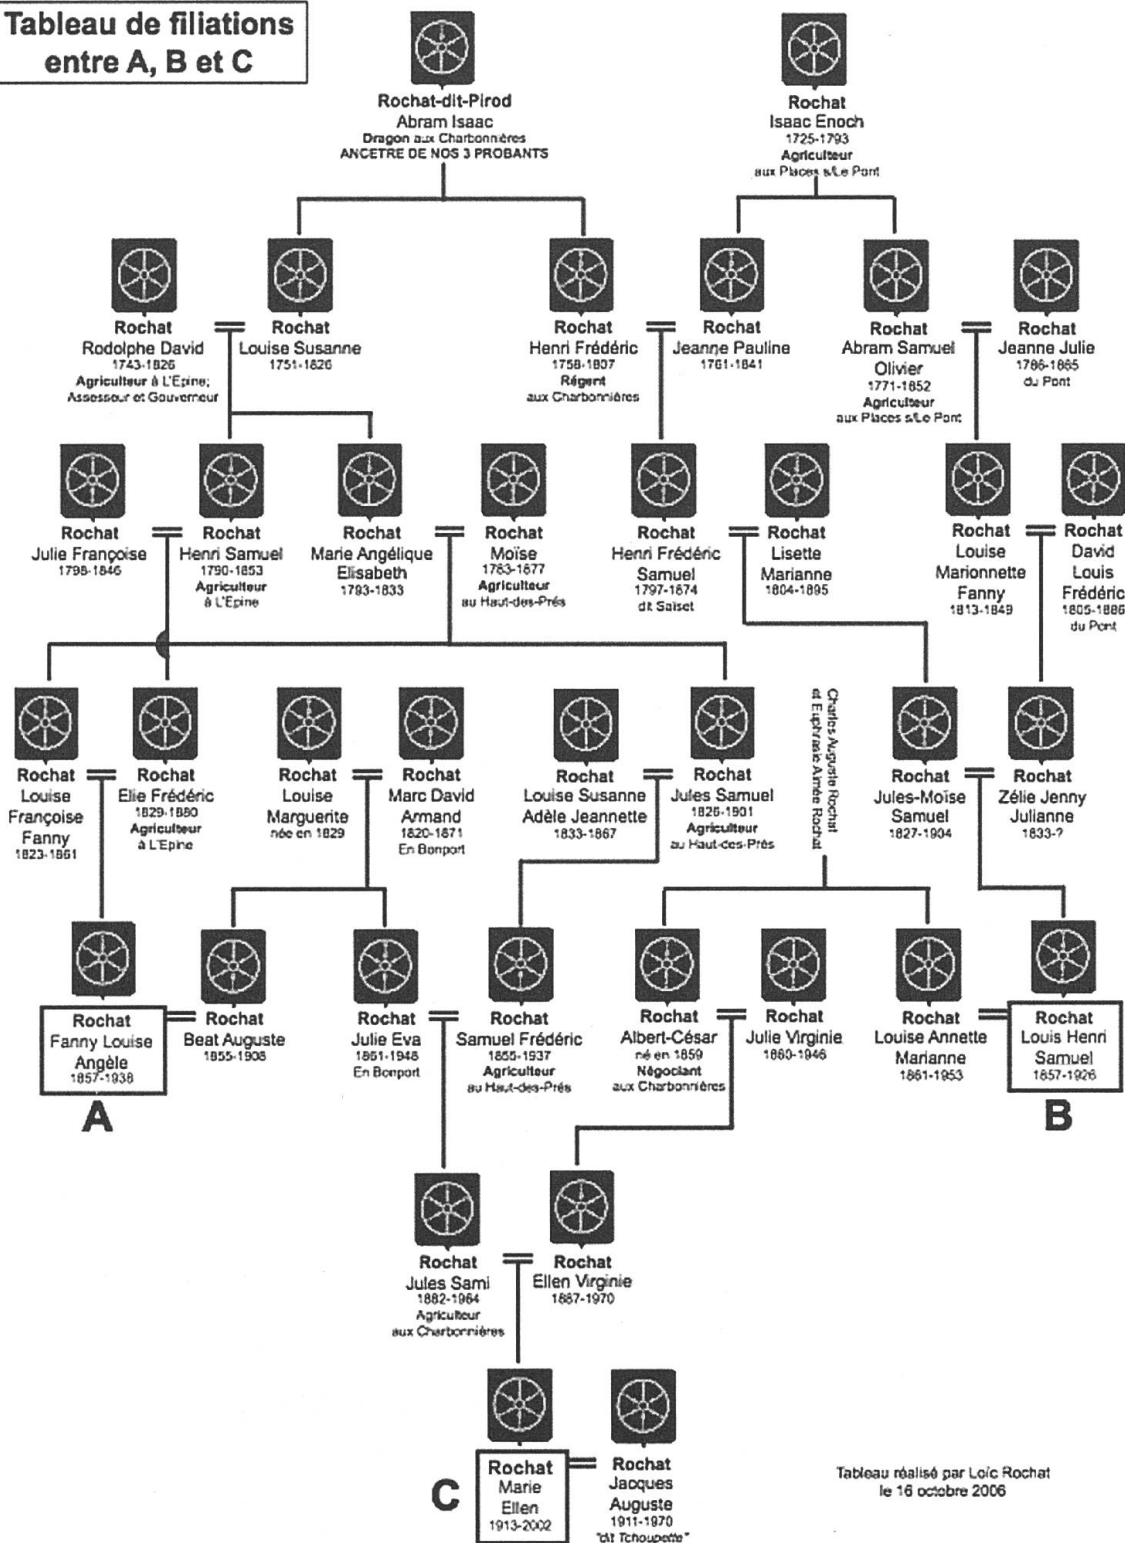 Tableau de filiations
entre A, B et C
Rochat-dit-Pirod
Abram Isaac
Dragon aux Charbonnières
ANCETRE DE NOS 3 PROBANTS
Rochat
Isaac Enoch
1725-1793
Agriculteur
aux Places s/Le Pont
Rochat
Rodolphe David
1743-1826
Agriculteur à L'Epine;
Assesseur et Gouverneur
Rochat
Louise Susanne
1751-1826
Rochat
Henri Frédéric
1758-1807
Régent
aux Charbonnières
Rochat
Jeanne Pauline
1761-1841
Rochat
Abram Samuel
Olivier
1771-1852
Agriculteur
aux Places s/Le Pont
Rochat
Jeanne Julie
1786-1865
du Pont
Rochat
Julie Françoise
1798-1846
Rochat
Henri Samuel
1790-1853
Agriculteur
à L'Epine
Rochat
Marie Angélique
Elisabeth
1793-1833
Rochat
Moïse
1783-1877
Agriculteur
au Haut-des-Prés
Rochat
Henri Frédéric
Samuel
1797-1874
dit Saïset
Rochat
Lisette
Marianne
1804-1895
Rochat
Louise
Marionnette
Fanny
1813-1849
Rochat
David
Louis
Frédéric
1805-1886
du Pont
Rochat
Louise
Françoise
Fanny
1823-1861
Rochat
Elie Frédéric
1829-1880
Agriculteur
à L'Epine
Rochat
Louise
Marguerite
née en 1829
Rochat
Marc David
Armand
1820-1871
En Bonport
Rochat
Louise Susanne
Adèle Jeannette
1833-1867
Rochat
Jules Samuel
1826-1901
Agriculteur
au Haut-des-Prés
Charles Auguste Rochat
et Euphrasie Aimée Rochat
Rochat
Jules-Moïse
Samuel
1827-1904
Rochat
Zélie Jenny
Julianne
1833-?
Rochat
Fanny Louise
Angèle
1857-1938
A
Rochat
Beat Auguste
1855-1908
Rochat
Julie Eva
1861-1948
En Bonport
Rochat
Samuel Frédéric
1855-1937
Agriculteur
au Haut-des-Prés
Rochat
Albert-César
né en 1859
Négociant
aux Charbonnières
Rochat
Julie Virginie
1860-1946
Rochat
Louise Annette
Marianne
1861-1953
Rochat
Louis Henri
Samuel
1857-1926
B
Rochat
Jules Sami
1882-1964
Agriculteur
aux Charbonnières
Rochat
Ellen Virginie
1887-1970
C
Rochat
Marie
Ellen
1913-2002
Rochat
Jacques
Auguste
1911-1970
"dit Tchoupette"
Tableau réalisé par Loïc Rochat
le 16 octobre 2006